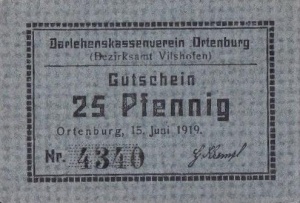 Darlehenskassenverein Ortenburg
(Bezirksamt Vilshofen)
Gutschein
25 Pfennig
Ortenburg, 15. Juni 1919.
Nr. 4340